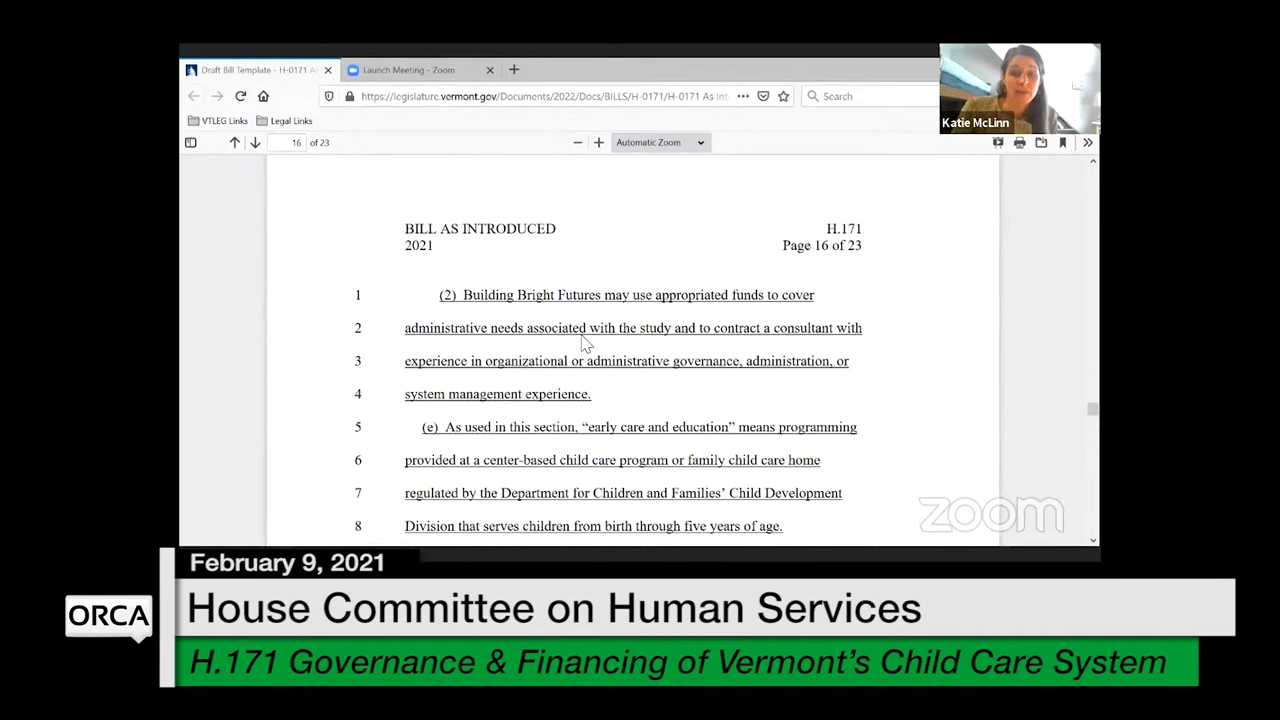 Draft Bill Template - H-0171 A
Launch Meeting - Zoom
https://legislature.vermont.gov/Documents/2022/Docs/BILLS/H-0171/H-0171 As Int
Search
VTLEG Links
Legal Links
Katie McLinn
16 of 23
Automatic Zoom
BILL AS INTRODUCED H.171
2021 Page 16 of 23
1 (2) Building Bright Futures may use appropriated funds to cover
2 administrative needs associated with the study and to contract a consultant with
3 experience in organizational or administrative governance, administration, or
4 system management experience.
5 (e) As used in this section, “early care and education” means programming
6 provided at a center-based child care program or family child care home
7 regulated by the Department for Children and Families’ Child Development
8 Division that serves children from birth through five years of age.
zoom
February 9, 2021
ORCA
House Committee on Human Services
H.171 Governance & Financing of Vermont's Child Care System